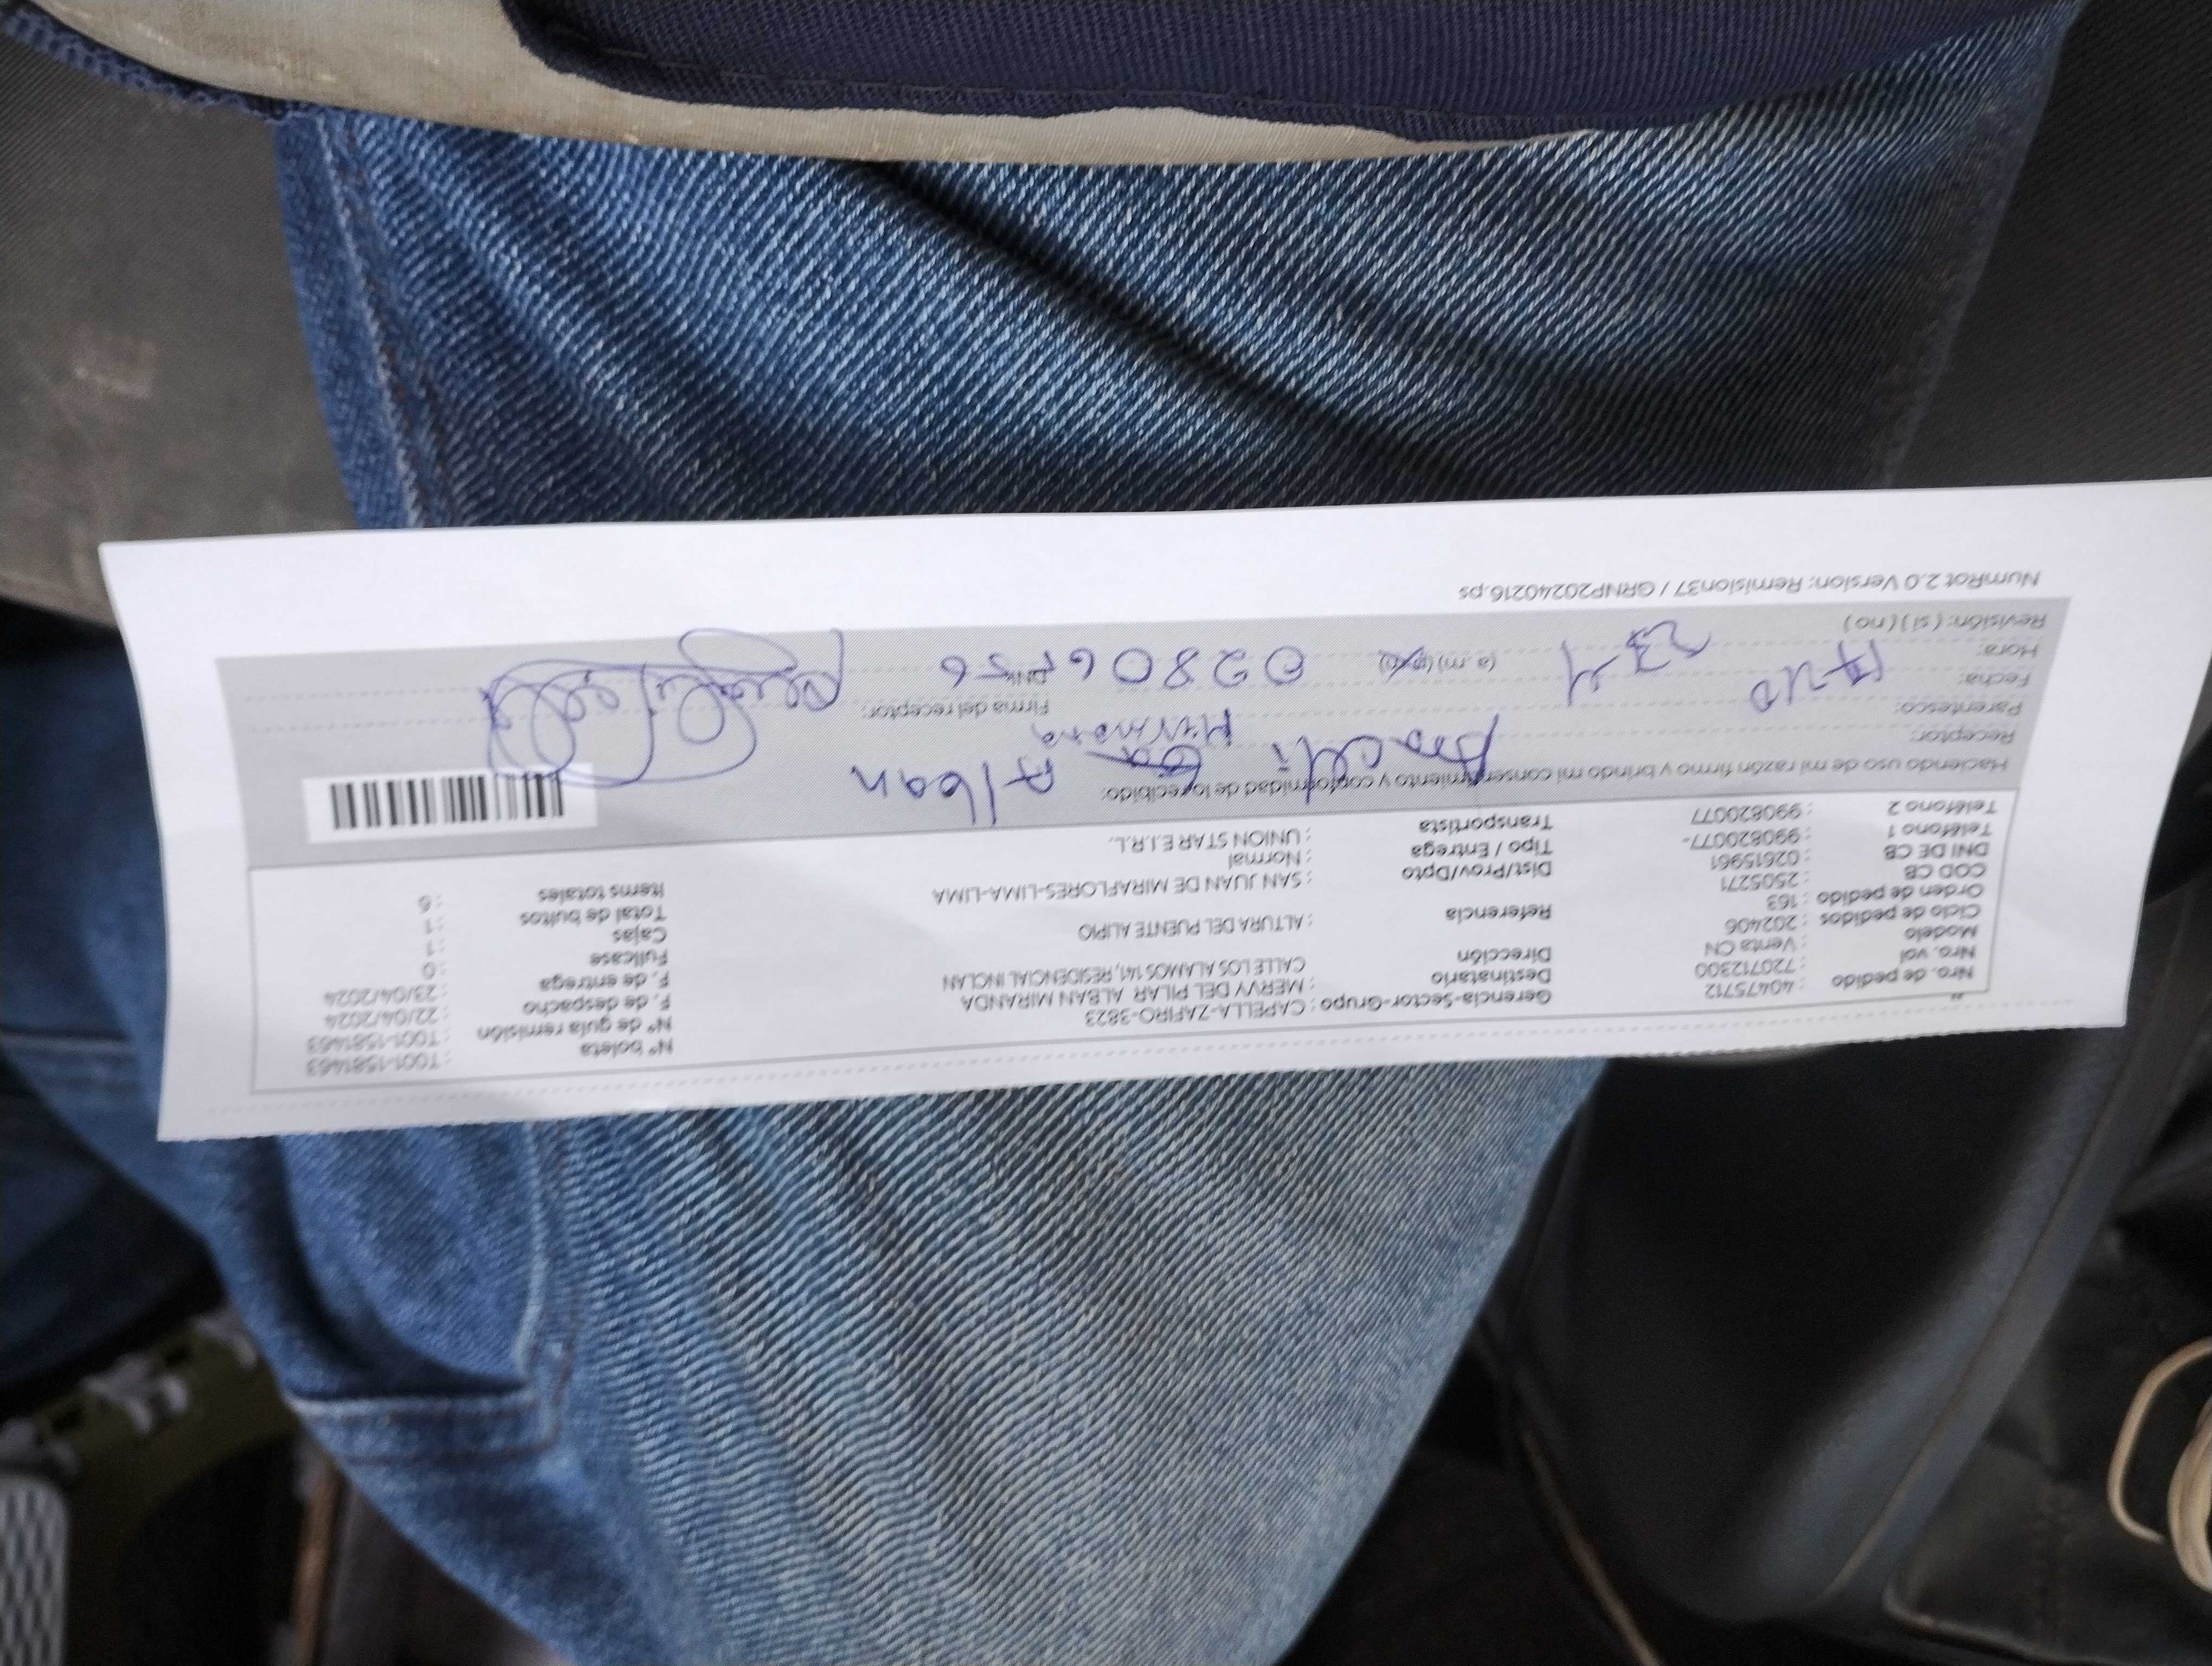 Nro. de pedido : 40475712 Gerencia-Sector-Grupo : CAPELLA-ZAFIRO-3823 N° boleta : T001-1581463
Nro. vol : 720712300 Destinatario : MERVY DEL PILAR ALBAN MIRANDA N° de guía remisión : T001-1581463
Modelo : Venta CN Dirección CALLE LOS ALAMOS 141, RESIDENCIAL INCLAN F. de despacho : 22/04/2024
Ciclo de pedidos : 202406 F. de entrega : 23/04/2024
Orden de pedido : 163 Referencia : ALTURA DEL PUENTE ALIPIO Fullcase : 0
COD CB : 2505271 Cajas : 1
DNI DE CB : 02615961 Dist/Prov/Dpto : SAN JUAN DE MIRAFLORES-LIMA-LIMA Total de bultos : 1
Teléfono 1 : 990820077- Tipo / Entrega : Normal Items totales : 6
Teléfono 2 : 990820077 Transportista : UNION STAR E.I.R.L.
Haciendo uso de mi razón firmo y brindo mi consentimiento y conformidad de lo recibido:
Receptor: Araceli Alban
Parentesco: Hermana Firma del receptor:
Fecha: 23-4 DNI: 
Hora: (a.m) (p.m)
Revisión: ( si ) ( no )
NumRot 2.0 Version: Remision37 / GRNP20240216.ps